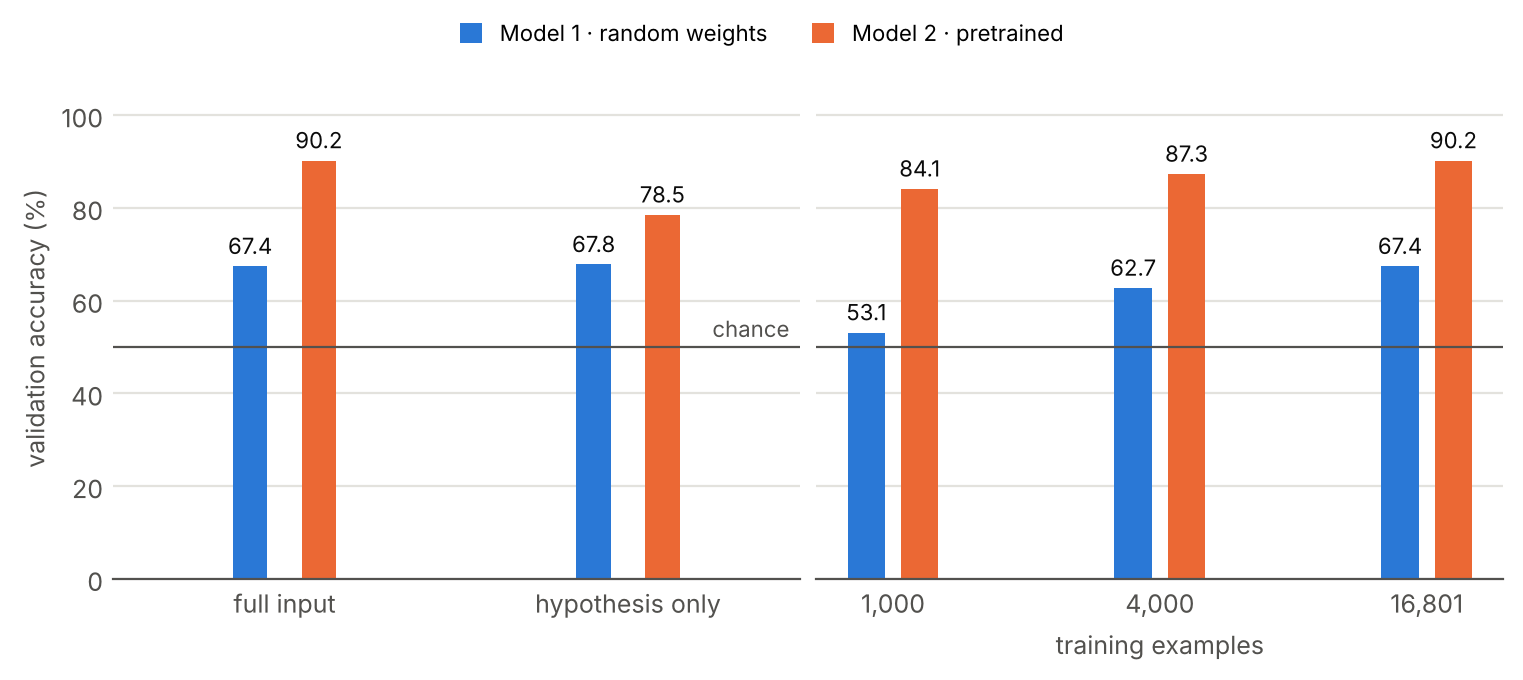 Model 1 · random weights
Model 2 · pretrained
validation accuracy (%)
100
80
60
40
20
0
67.4
90.2
67.8
78.5
chance
full input
hypothesis only
53.1
84.1
62.7
87.3
67.4
90.2
1,000
4,000
16,801
training examples